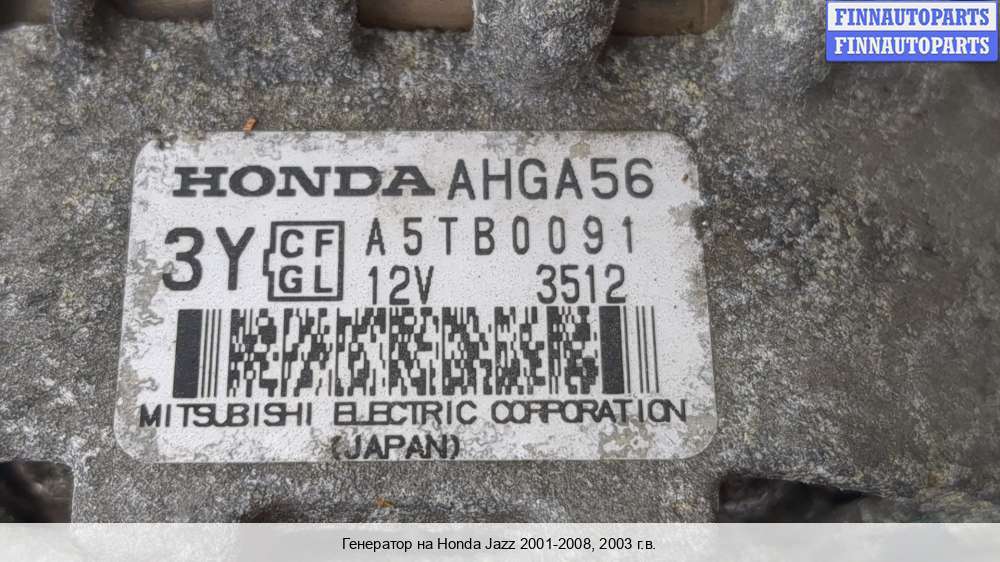 FINNAUTOPARTS
FINNAUTOPARTS
HONDA AHGA56
3Y CF GL A5TB0091
12V 3512
MITSUBISHI ELECTRIC CORPORATION
(JAPAN)
Генератор на Honda Jazz 2001-2008, 2003 г.в.